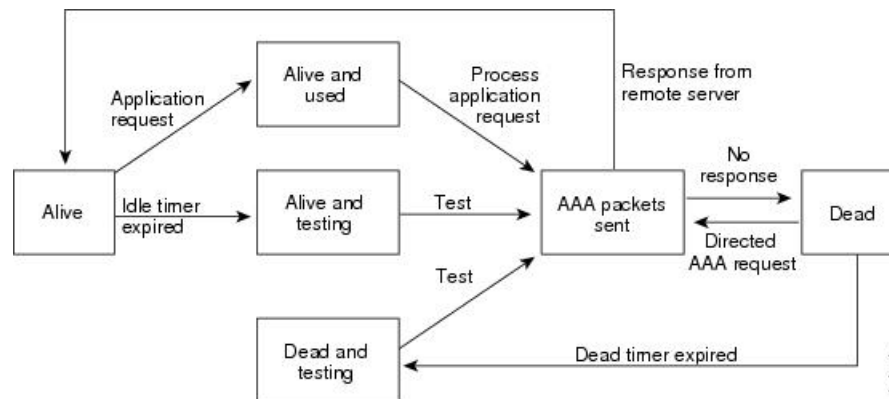 Alive and
used
Process
application
request
Response from
remote server
Application
request
Alive
Idle timer
expired
Alive and
testing
Test
AAA packets
sent
No
response
Directed
AAA request
Dead
Test
Dead and
testing
Dead timer expired